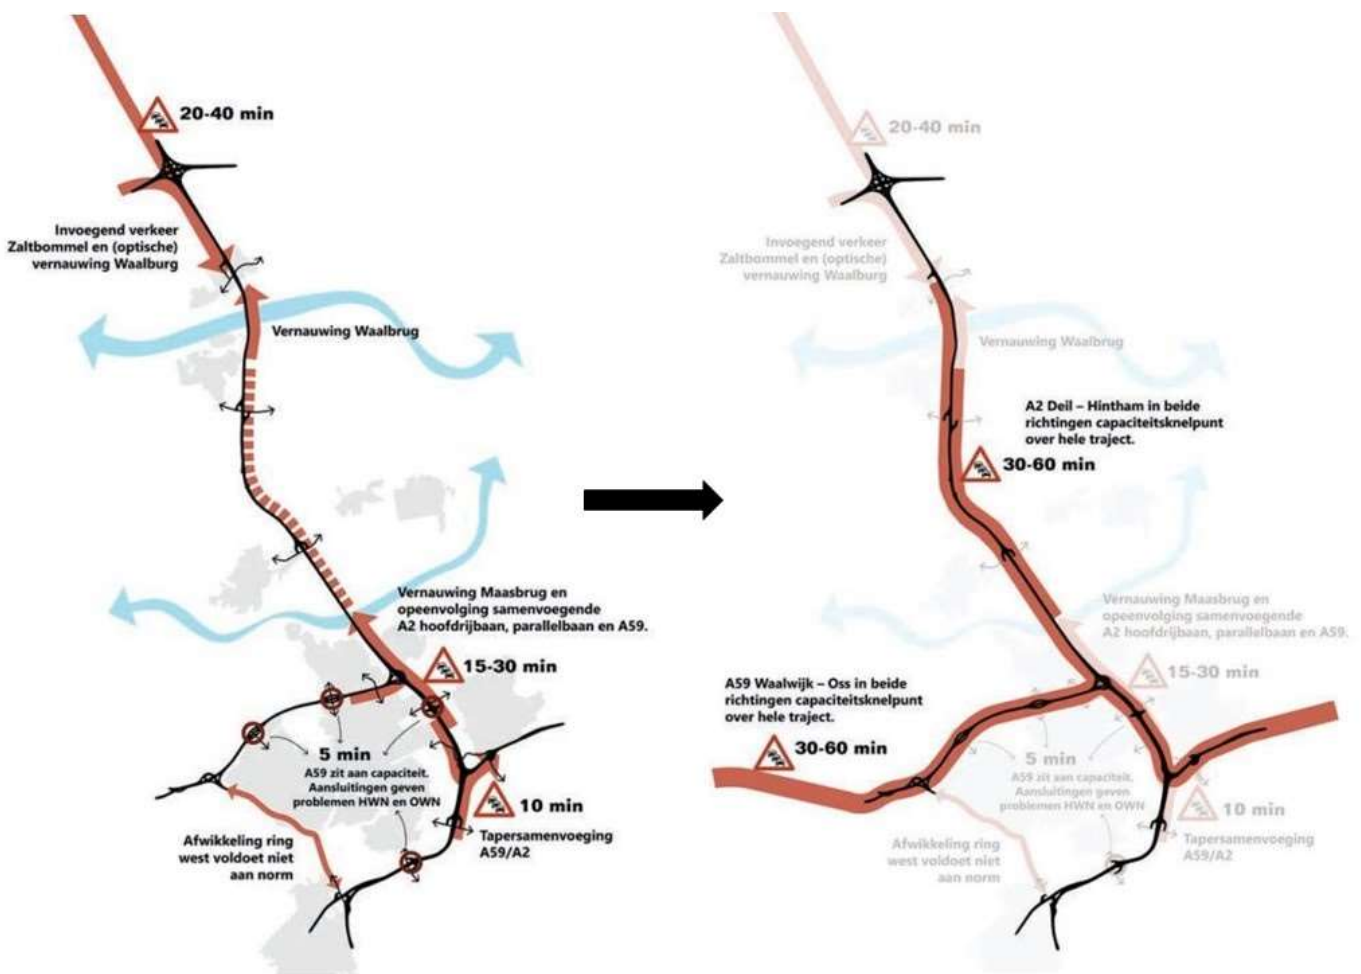 20-40 min
Invoegend verkeer
Zaltbommel en (optische)
vernauwing Waalburg
Vernauwing Waalbrug
Vernauwing Maasbrug en
opeenvolging samenvoegende
A2 hoofdrijbaan, parallelbaan en A59.
15-30 min
5 min
A59 zit aan capaciteit.
Aansluitingen geven
problemen HWN en OWN
10 min
Tapersamenvoeging
A59/A2
Afwikkeling ring
west voldoet niet
aan norm
20-40 min
Invoegend verkeer
Zaltbommel en (optische)
vernauwing Waalburg
Vernauwing Waalbrug
A2 Deil – Hintham in beide
richtingen capaciteitsknelpunt
over hele traject.
30-60 min
Vernauwing Maasbrug en
opeenvolging samenvoegende
A2 hoofdrijbaan, parallelbaan en A59.
15-30 min
A59 Waalwijk – Oss in beide
richtingen capaciteitsknelpunt
over hele traject.
30-60 min
5 min
A59 zit aan capaciteit.
Aansluitingen geven
problemen HWN en OWN
10 min
Tapersamenvoeging
A59/A2
Afwikkeling ring
west voldoet niet
aan norm